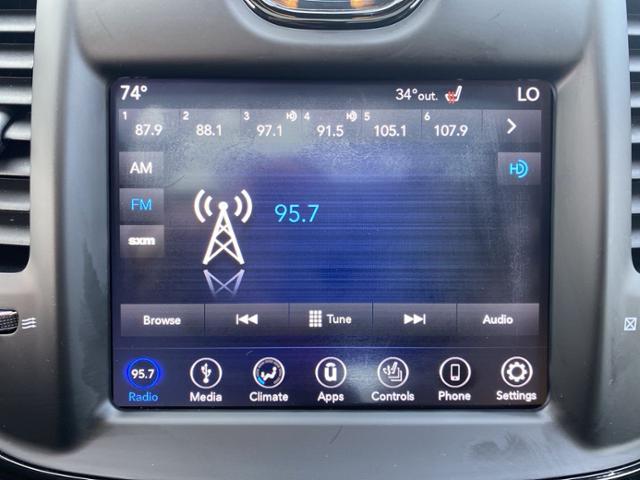 74° 34°out. LO
1 2 3 HD 4 HD 5 6
87.9 88.1 97.1 91.5 105.1 107.9
AM HD
FM 95.7
sxm
Browse Tune Audio
95.7
Radio Media Climate Apps Controls Phone Settings